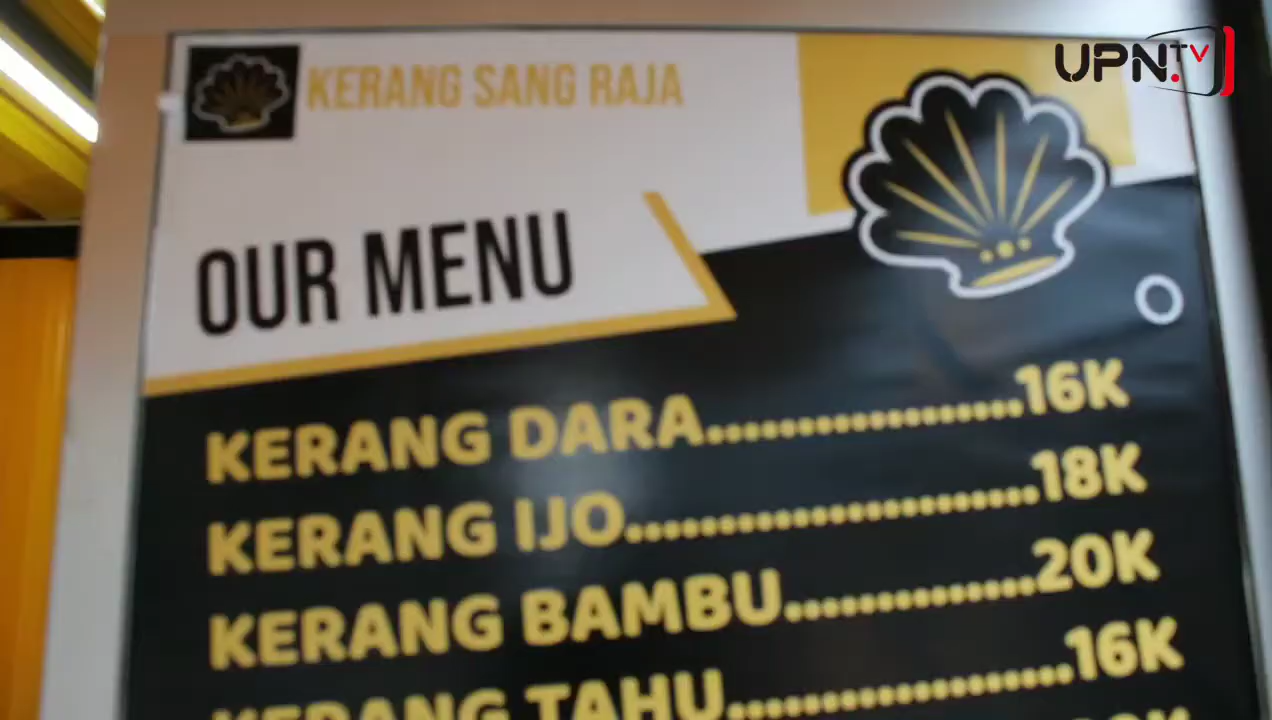 UPN.TV
KERANG SANG RAJA
OUR MENU
KERANG DARA....................16K
KERANG IJO..........................18K
KERANG BAMBU................20K
KERANG TAHU.....................16K